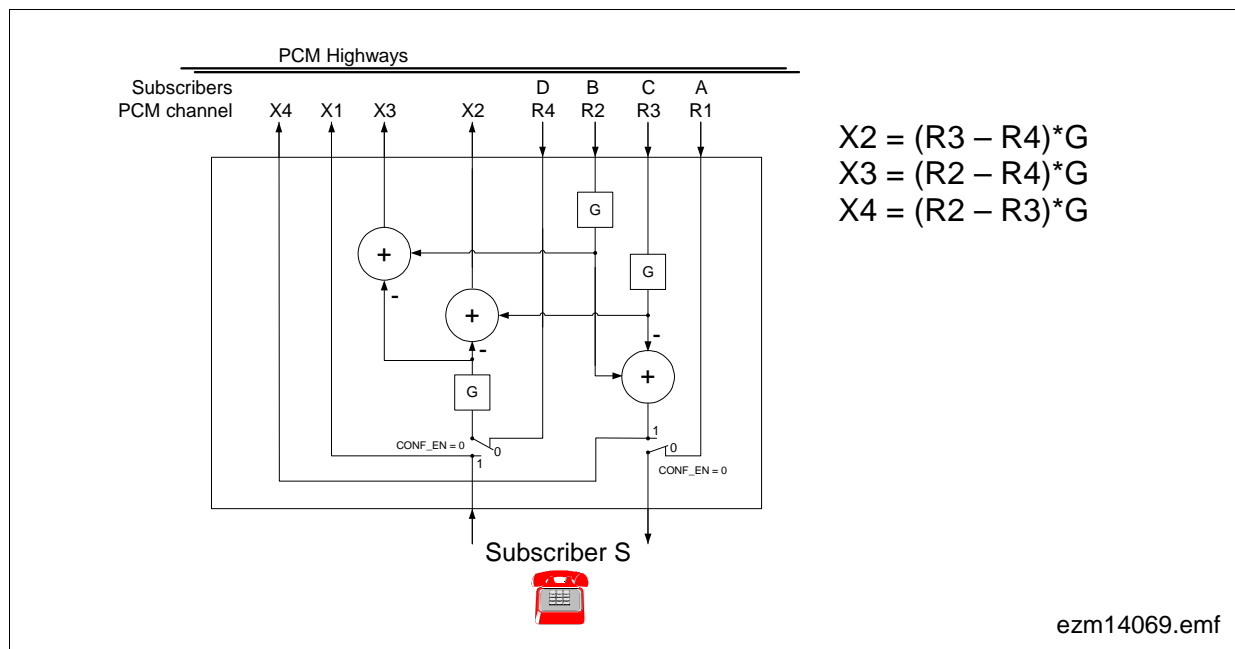 PCM Highways
Subscribers D B C A
PCM channel X4 X1 X3 X2 R4 R2 R3 R1
X2 = (R3 – R4)*G
X3 = (R2 – R4)*G
X4 = (R2 – R3)*G
G
+
G
-
+
-
-
+
G
CONF_EN = 0
0
1
1
0
CONF_EN = 0
Subscriber S
ezm14069.emf